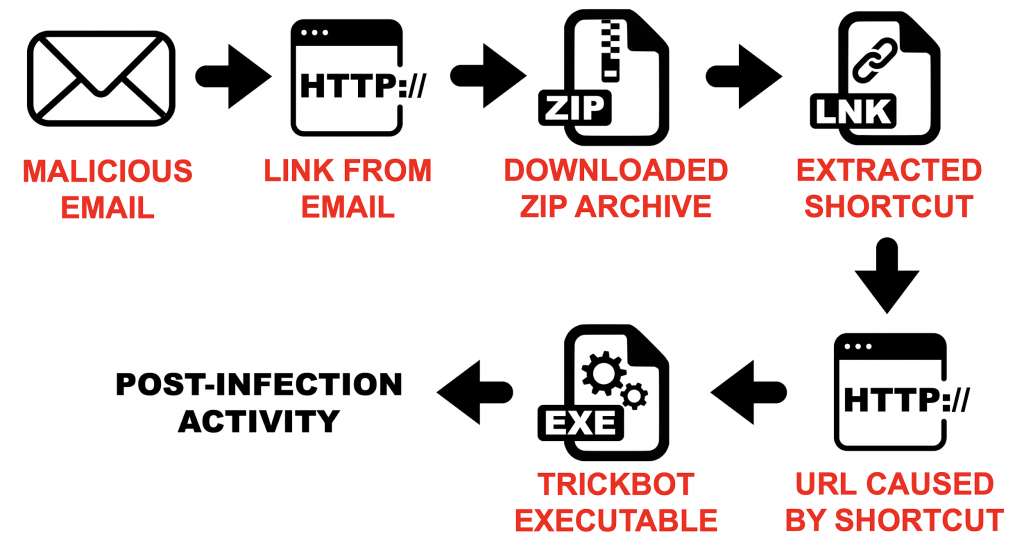 HTTP://
ZIP
LNK
MALICIOUS
EMAIL
LINK FROM
EMAIL
DOWNLOADED
ZIP ARCHIVE
EXTRACTED
SHORTCUT
HTTP://
URL CAUSED
BY SHORTCUT
EXE
TRICKBOT
EXECUTABLE
POST-INFECTION
ACTIVITY